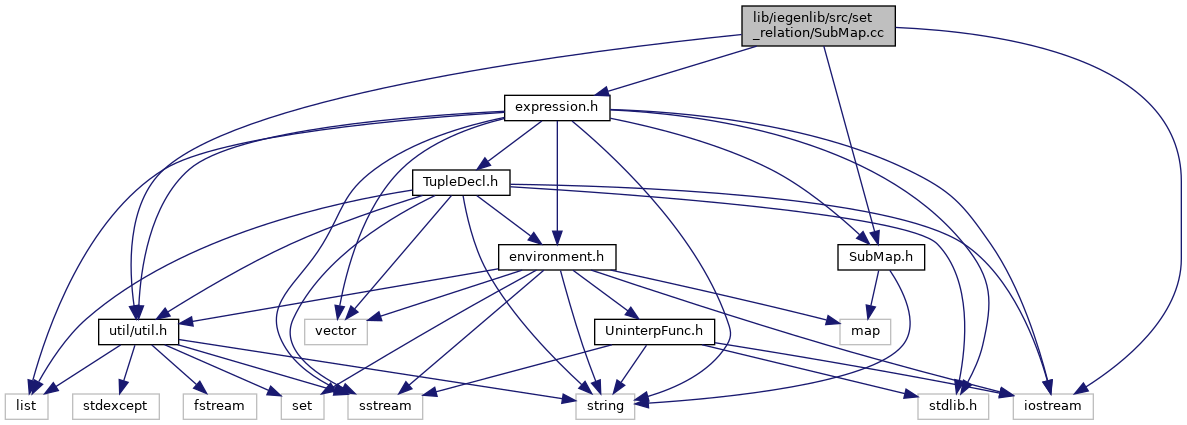 lib/iegenlib/src/set
_relation/SubMap.cc
expression.h
TupleDecl.h
environment.h
SubMap.h
util/util.h
vector
UninterpFunc.h
map
list
stdexcept
fstream
set
sstream
string
stdlib.h
iostream